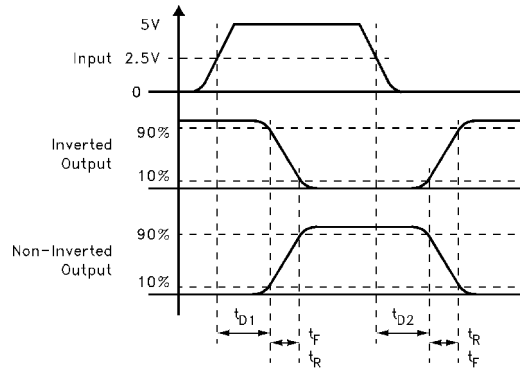 5V
Input 2.5V
0
Inverted
Output
90%
10%
Non-Inverted
Output
90%
10%
tD1 tF tD2 tR
tR tF